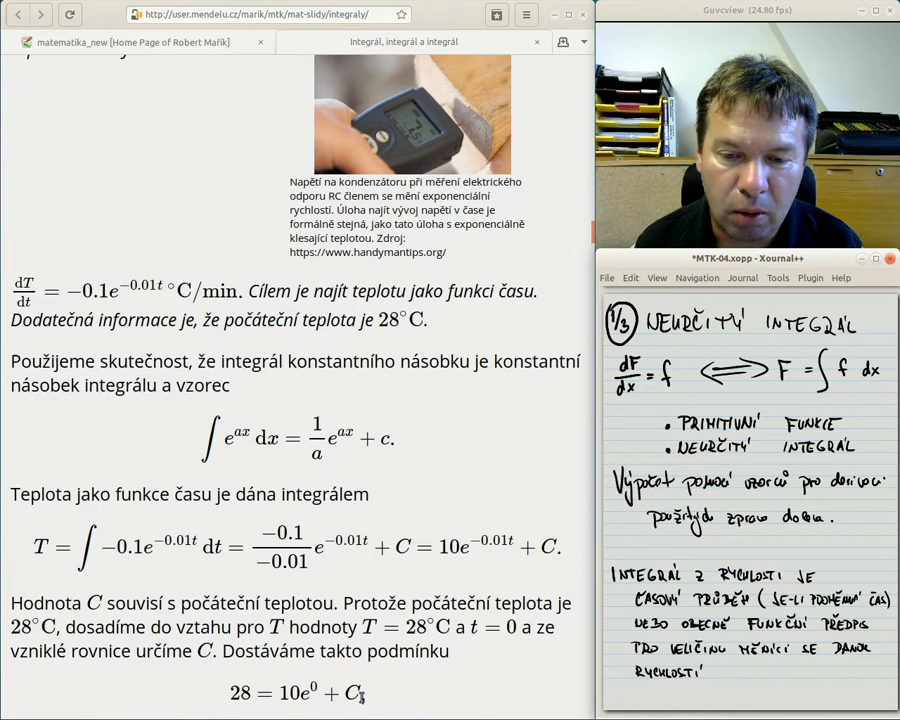 http://user.mendelu.cz/marik/mtk/mat-slidy/integraly/
matematika_new [Home Page of Robert Mařík]
Integrál, integrál a integrál
Napětí na kondenzátoru při měření elektrického
odporu RC členem se mění exponenciální
rychlostí. Úloha najít vývoj napětí v čase je
formálně stejná, jako tato úloha s exponenciálně
klesající teplotou. Zdroj:
https://www.handymantips.org/
dT/dt = −0.1e^{−0.01t} °C/min. Cílem je najít teplotu jako funkci času.
Dodatečná informace je, že počáteční teplota je 28°C.
Použijeme skutečnost, že integrál konstantního násobku je konstantní
násobek integrálu a vzorec
∫ e^{ax} dx = 1/a e^{ax} + c.
Teplota jako funkce času je dána integrálem
T = ∫ −0.1e^{−0.01t} dt = −0.1/−0.01 e^{−0.01t} + C = 10e^{−0.01t} + C.
Hodnota C souvisí s počáteční teplotou. Protože počáteční teplota je
28°C, dosadíme do vztahu pro T hodnoty T = 28°C a t = 0 a ze
vzniklé rovnice určíme C. Dostáváme takto podmínku
28 = 10e^0 + C
Guvcview (24.80 fps)
*MTK-04.xopp - Xournal++
File Edit View Navigation Journal Tools Plugin Help
1/3 NEURČITÝ INTEGRÁL
dF/dx = f ⟺ F = ∫ f dx
• PRIMITIVNÍ FUNKCE
• NEURČITÝ INTEGRÁL
Výpočet pomocí vzorců pro derivaci
použitých zprava doleva.
INTEGRÁL Z RYCHLOSTI JE
ČASOVÝ PRŮBĚH (JE-LI PROMĚNNÁ ČAS)
NEBO OBECNĚ FUNKČNÍ PŘEDPIS
PRO VELIČINU MĚNÍCÍ SE DANOU
RYCHLOSTÍ